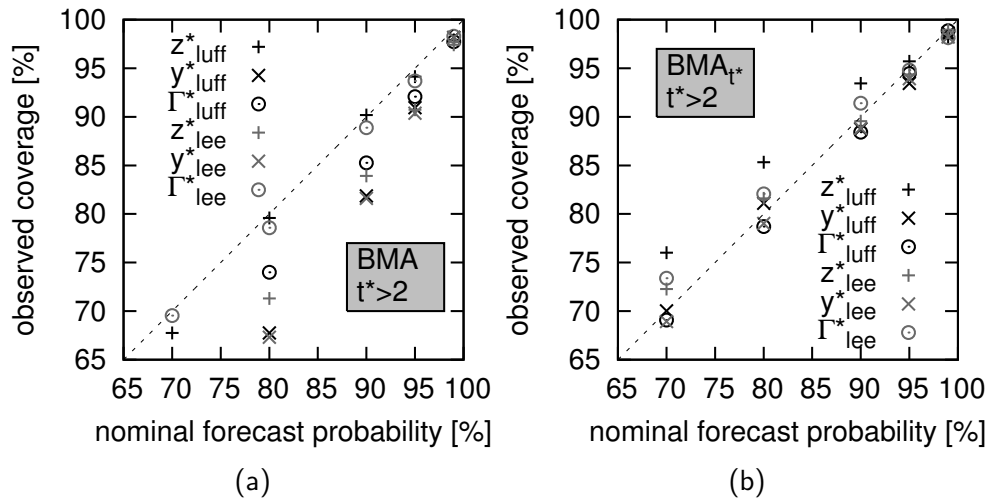 observed coverage [%]
100
95
90
85
80
75
70
65
z*luff
y*luff
Γ*luff
z*lee
y*lee
Γ*lee
BMA
t*>2
65 70 75 80 85 90 95 100
nominal forecast probability [%]
(a)
observed coverage [%]
100
95
90
85
80
75
70
65
BMAt*
t*>2
z*luff
y*luff
Γ*luff
z*lee
y*lee
Γ*lee
65 70 75 80 85 90 95 100
nominal forecast probability [%]
(b)